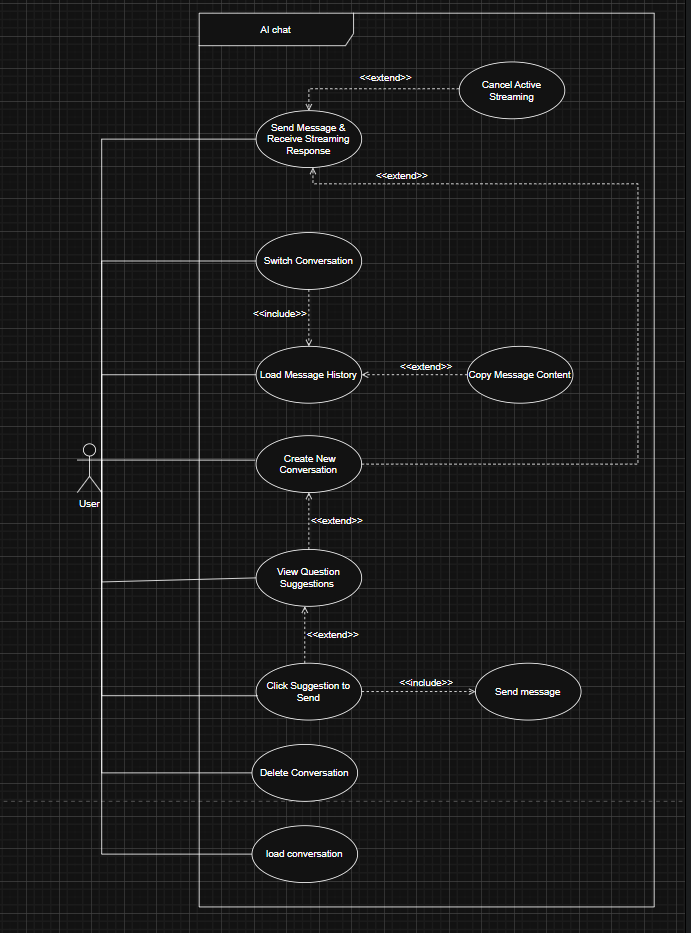 AI chat
<<extend>>
Cancel Active
Streaming
Send Message &
Receive Streaming
Response
<<extend>>
Switch Conversation
<<include>>
Load Message History
<<extend>>
Copy Message Content
Create New
Conversation
User
<<extend>>
View Question
Suggestions
<<extend>>
Click Suggestion to
Send
<<include>>
Send message
Delete Conversation
load conversation